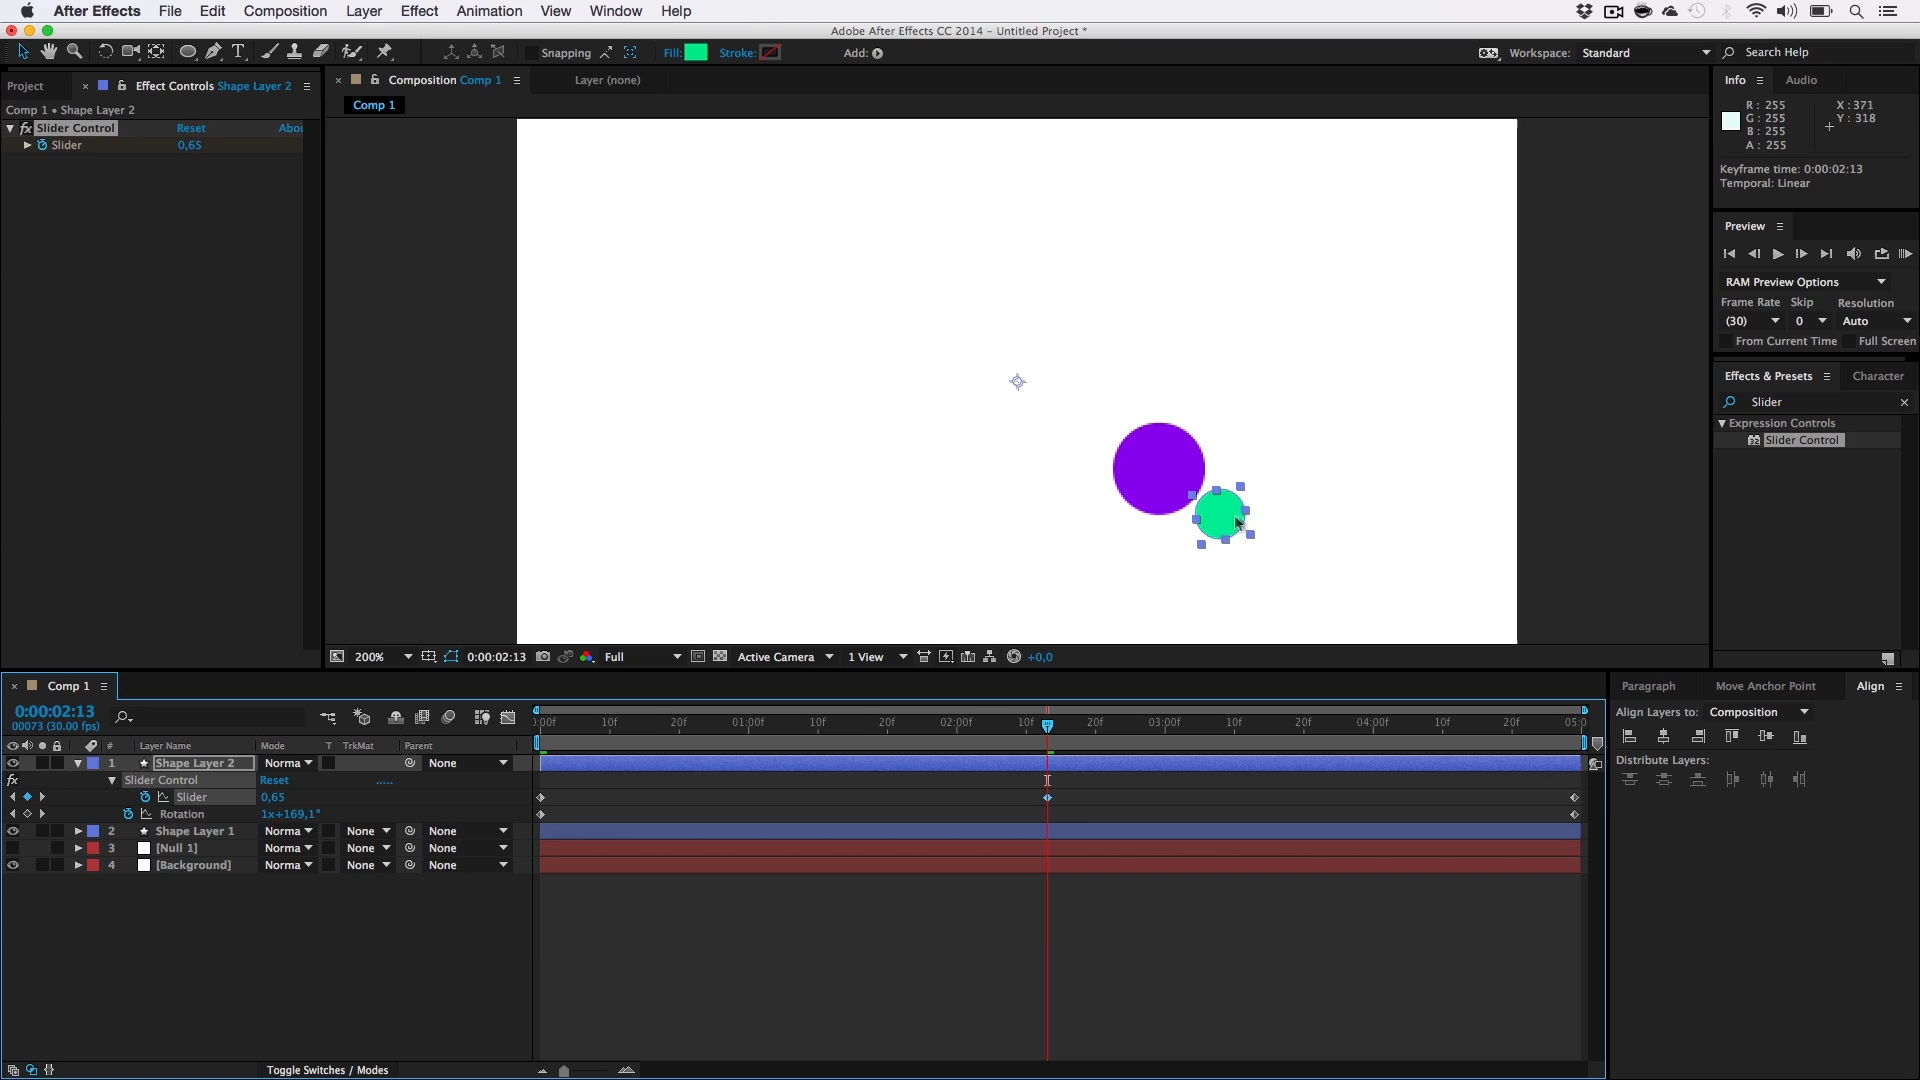 After Effects File Edit Composition Layer Effect Animation View Window Help
Adobe After Effects CC 2014 – Untitled Project *
Snapping Fill: Stroke: Add: Workspace: Standard Search Help
Project × Effect Controls Shape Layer 2
Comp 1 • Shape Layer 2
fx Slider Control Reset Abou
Slider 0,65
× Composition Comp 1 Layer (none)
Comp 1
200% 0:00:02:13 Full Active Camera 1 View +0,0
Info Audio
R : 255 X : 371
G : 255 Y : 318
B : 255
A : 255
Keyframe time: 0:00:02:13
Temporal: Linear
Preview
RAM Preview Options
Frame Rate Skip Resolution
(30) 0 Auto
From Current Time Full Screen
Effects & Presets Character
Slider
Expression Controls
32 Slider Control
× Comp 1
0:00:02:13
00073 (30.00 fps)
# Layer Name Mode T TrkMat Parent
1 Shape Layer 2 Norma None
fx Slider Control Reset .....
Slider 0,65
Rotation 1x+169,1°
2 Shape Layer 1 Norma None None
3 [Null 1] Norma None None
4 [Background] Norma None None
Toggle Switches / Modes
):00f 10f 20f 01:00f 10f 20f 02:00f 10f 20f 03:00f 10f 20f 04:00f 10f 20f 05:0
Paragraph Move Anchor Point Align
Align Layers to: Composition
Distribute Layers: